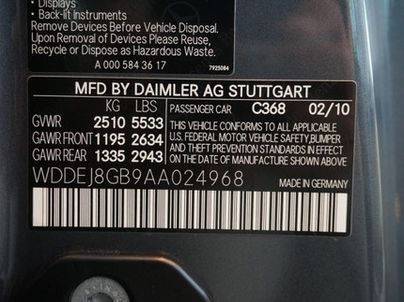 • Displays
• Back-lit Instruments
Remove Devices Before Vehicle Disposal.
Upon Removal of Devices Please Reuse,
Recycle or Dispose as Hazardous Waste.
A 000 584 36 17
7925084
MFD BY DAIMLER AG STUTTGART
KG LBS PASSENGER CAR C368 02/10
GVWR 2510 5533
GAWR FRONT 1195 2634
GAWR REAR 1335 2943
THIS VEHICLE CONFORMS TO ALL APPLICABLE
U.S. FEDERAL MOTOR VEHICLE SAFETY, BUMPER
AND THEFT PREVENTION STANDARDS IN EFFECT
ON THE DATE OF MANUFACTURE SHOWN ABOVE.
WDDEJ8GB9AA024968 MADE IN GERMANY